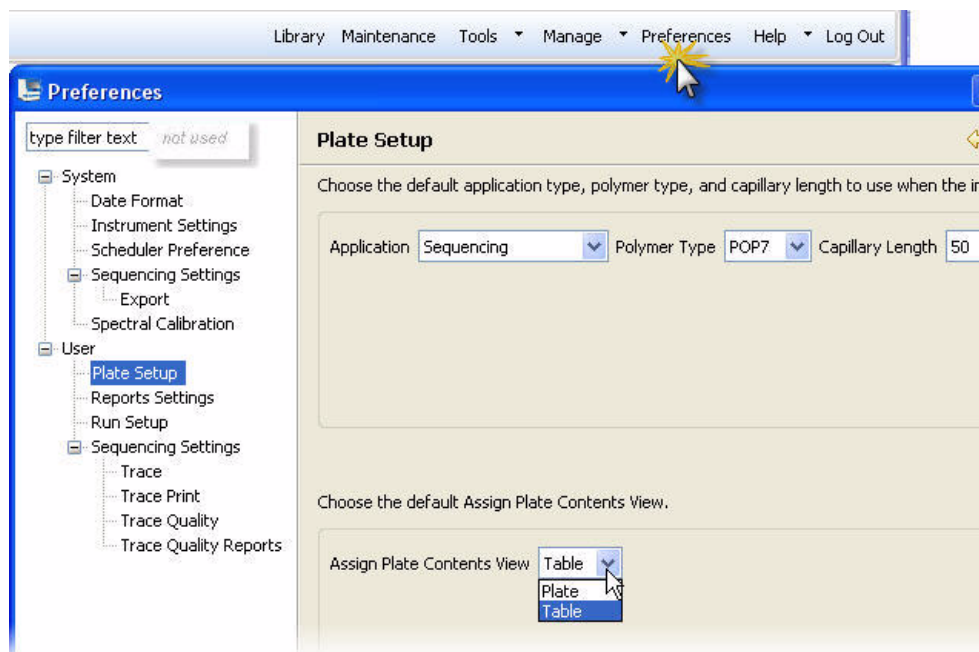 Library Maintenance Tools Manage Preferences Help Log Out
Preferences
type filter text not used
System
Date Format
Instrument Settings
Scheduler Preference
Sequencing Settings
Export
Spectral Calibration
User
Plate Setup
Reports Settings
Run Setup
Sequencing Settings
Trace
Trace Print
Trace Quality
Trace Quality Reports
Plate Setup
Choose the default application type, polymer type, and capillary length to use when the
Application Sequencing Polymer Type POP7 Capillary Length 50
Choose the default Assign Plate Contents View.
Assign Plate Contents View Table
Plate
Table